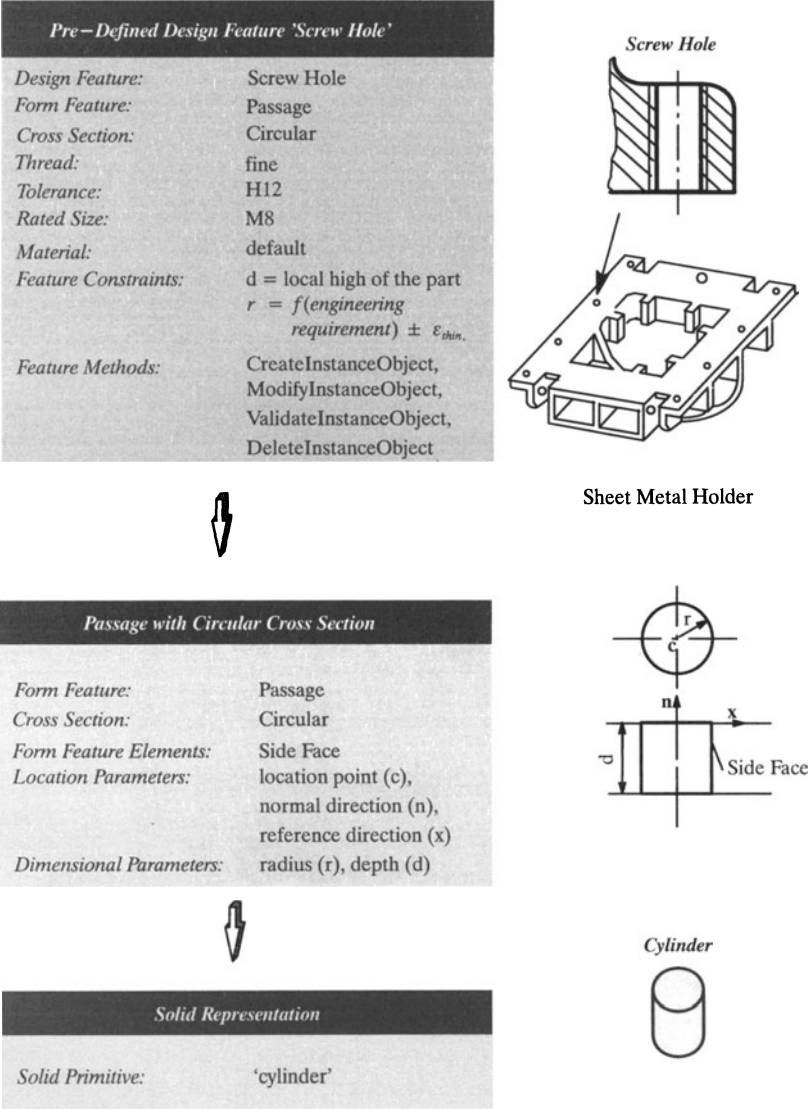 Pre–Defined Design Feature 'Screw Hole'
Design Feature: Screw Hole
Form Feature: Passage
Cross Section: Circular
Thread: fine
Tolerance: H12
Rated Size: M8
Material: default
Feature Constraints: d = local high of the part
r = f(engineering
requirement) ± εthin.
Feature Methods: CreateInstanceObject,
ModifyInstanceObject,
ValidateInstanceObject,
DeleteInstanceObject
Screw Hole
Sheet Metal Holder
Passage with Circular Cross Section
Form Feature: Passage
Cross Section: Circular
Form Feature Elements: Side Face
Location Parameters: location point (c),
normal direction (n),
reference direction (x)
Dimensional Parameters: radius (r), depth (d)
r
c
n
x
d
Side Face
Solid Representation
Solid Primitive: 'cylinder'
Cylinder